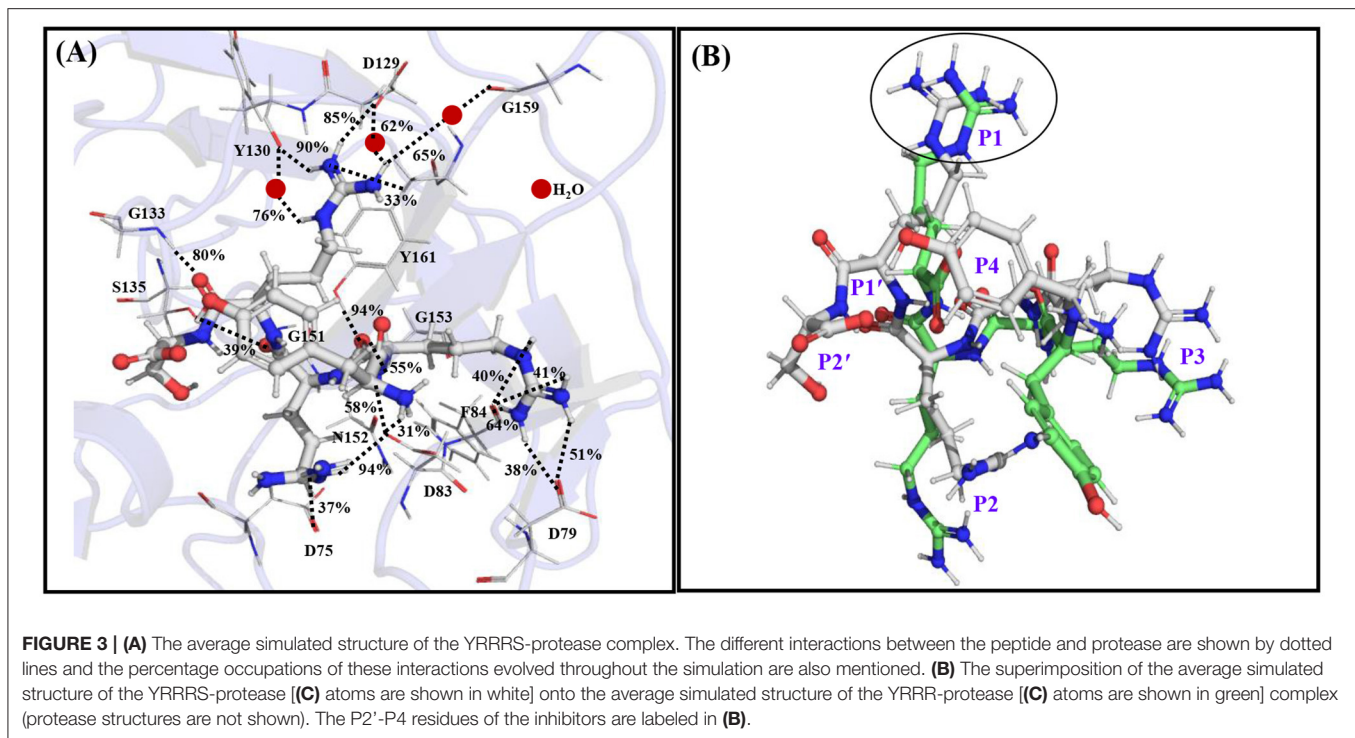 (A)
D129
G159
85%
62%
Y130
90%
65%
33%
H₂O
76%
G133
80%
Y161
S135
94%
G153
G151
39%
55%
40%
41%
58%
F84
64%
31%
N152
94%
38%
51%
D83
37%
D79
D75
(B)
P1
P4
P1′
P3
P2′
P2
FIGURE 3 | (A) The average simulated structure of the YRRRS-protease complex. The different interactions between the peptide and protease are shown by dotted
lines and the percentage occupations of these interactions evolved throughout the simulation are also mentioned. (B) The superimposition of the average simulated
structure of the YRRRS-protease [(C) atoms are shown in white] onto the average simulated structure of the YRRR-protease [(C) atoms are shown in green] complex
(protease structures are not shown). The P2'-P4 residues of the inhibitors are labeled in (B).